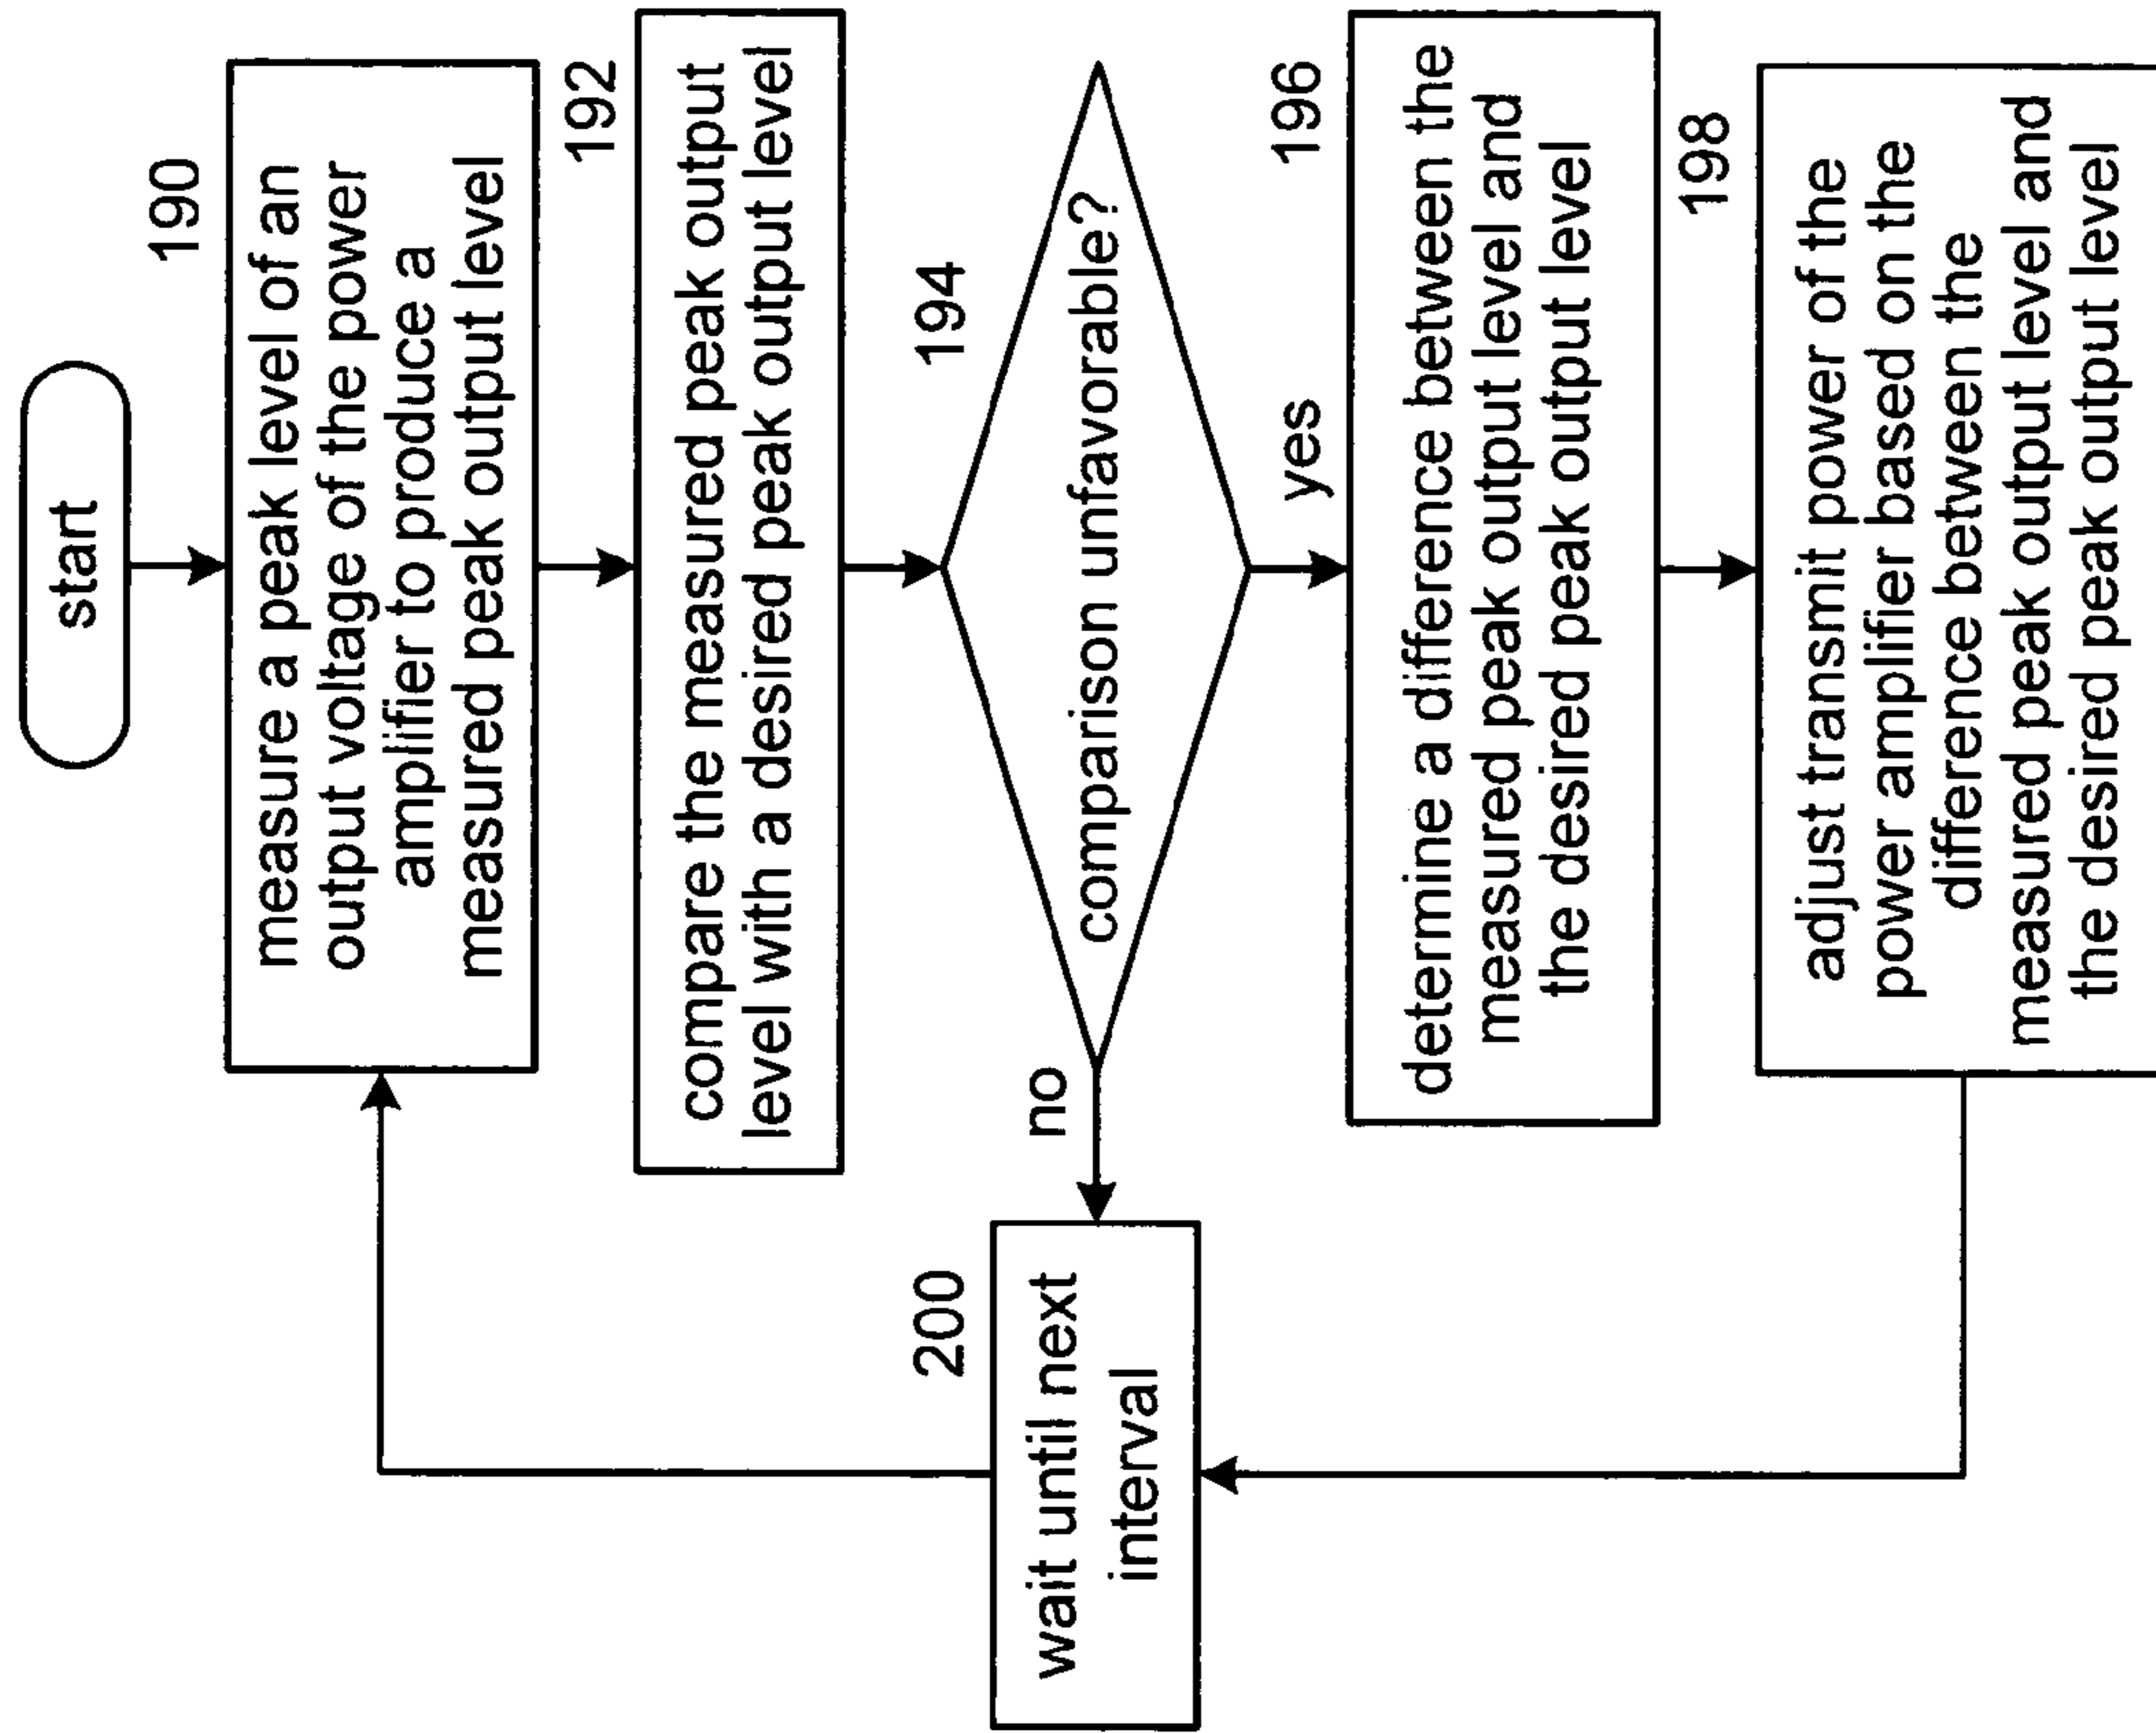 start
190
measure a peak level of an
output voltage of the power
amplifier to produce a
measured peak output level
192
compare the measured peak output
level with a desired peak output level
194
comparison unfavorable?
no
yes
200
wait until next
interval
196
determine a difference between the
measured peak output level and
the desired peak output level
198
adjust transmit power of the
power amplifier based on the
difference between the
measured peak output level and
the desired peak output level